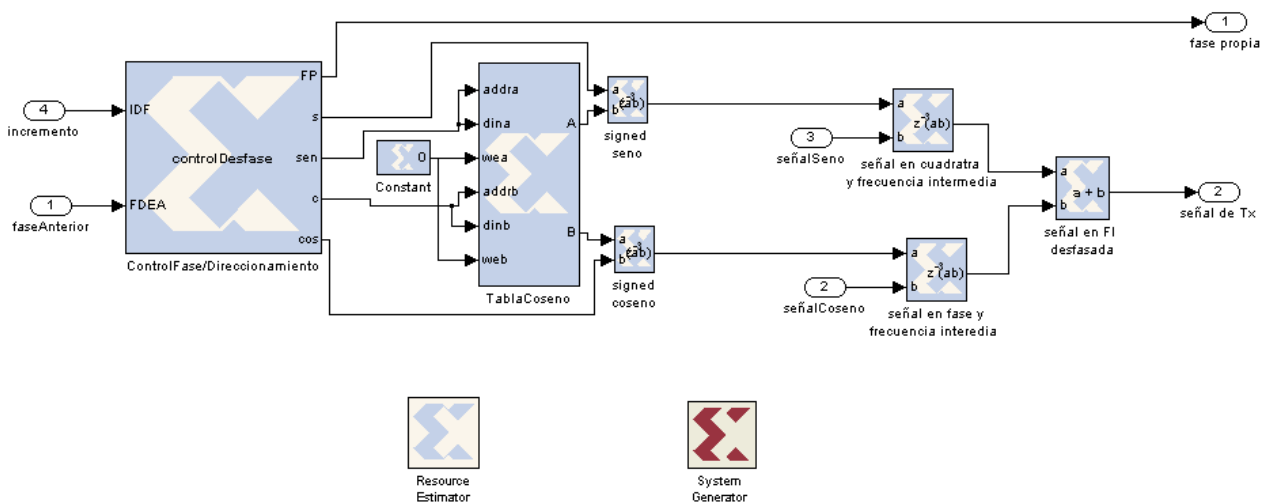 1
fase propia
4
incremento
1
faseAnterior
IDF
FDEA
controlDesfase
FP
s
sen
c
cos
ControlFase/Direccionamiento
0
Constant
addra
dina
wea
addrb
dinb
web
A
B
TablaCoseno
a
b
signed
seno
a
b
signed
coseno
3
señalSeno
a
b
z⁻³(ab)
señal en cuadratra
y frecuencia intermedia
2
señalCoseno
a
b
z⁻³(ab)
señal en fase y
frecuencia interedia
a
b
a + b
señal en FI
desfasada
2
señal de Tx
Resource
Estimator
System
Generator